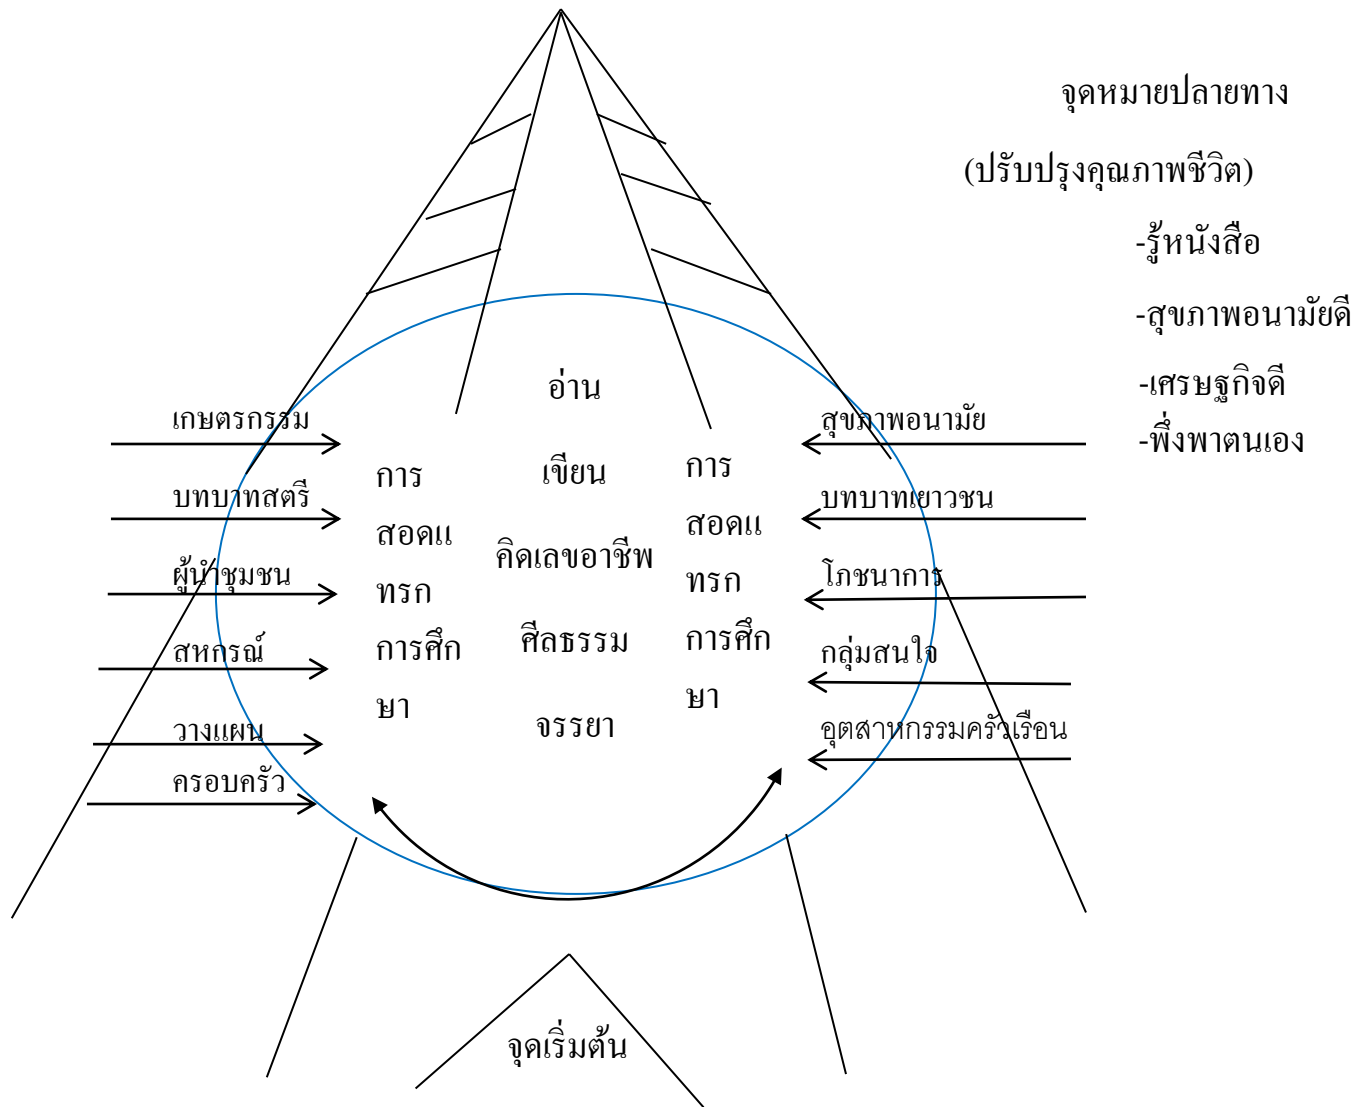 จุดหมายปลายทาง
(ปรับปรุงคุณภาพชีวิต)
-รู้หนังสือ
-สุขภาพอนามัยดี
-เศรษฐกิจดี
-พึ่งพาตนเอง
เกษตรกรรม
บทบาทสตรี
ผู้นำชุมชน
สหกรณ์
วางแผน
ครอบครัว
การ
สอดแ
ทรก
การศึก
ษา
อ่าน
เขียน
คิดเลขอาชีพ
ศีลธรรม
จรรยา
การ
สอดแ
ทรก
การศึก
ษา
สุขภาพอนามัย
บทบาทเยาวชน
โภชนาการ
กลุ่มสนใจ
อุตสาหกรรมครัวเรือน
จุดเริ่มต้น